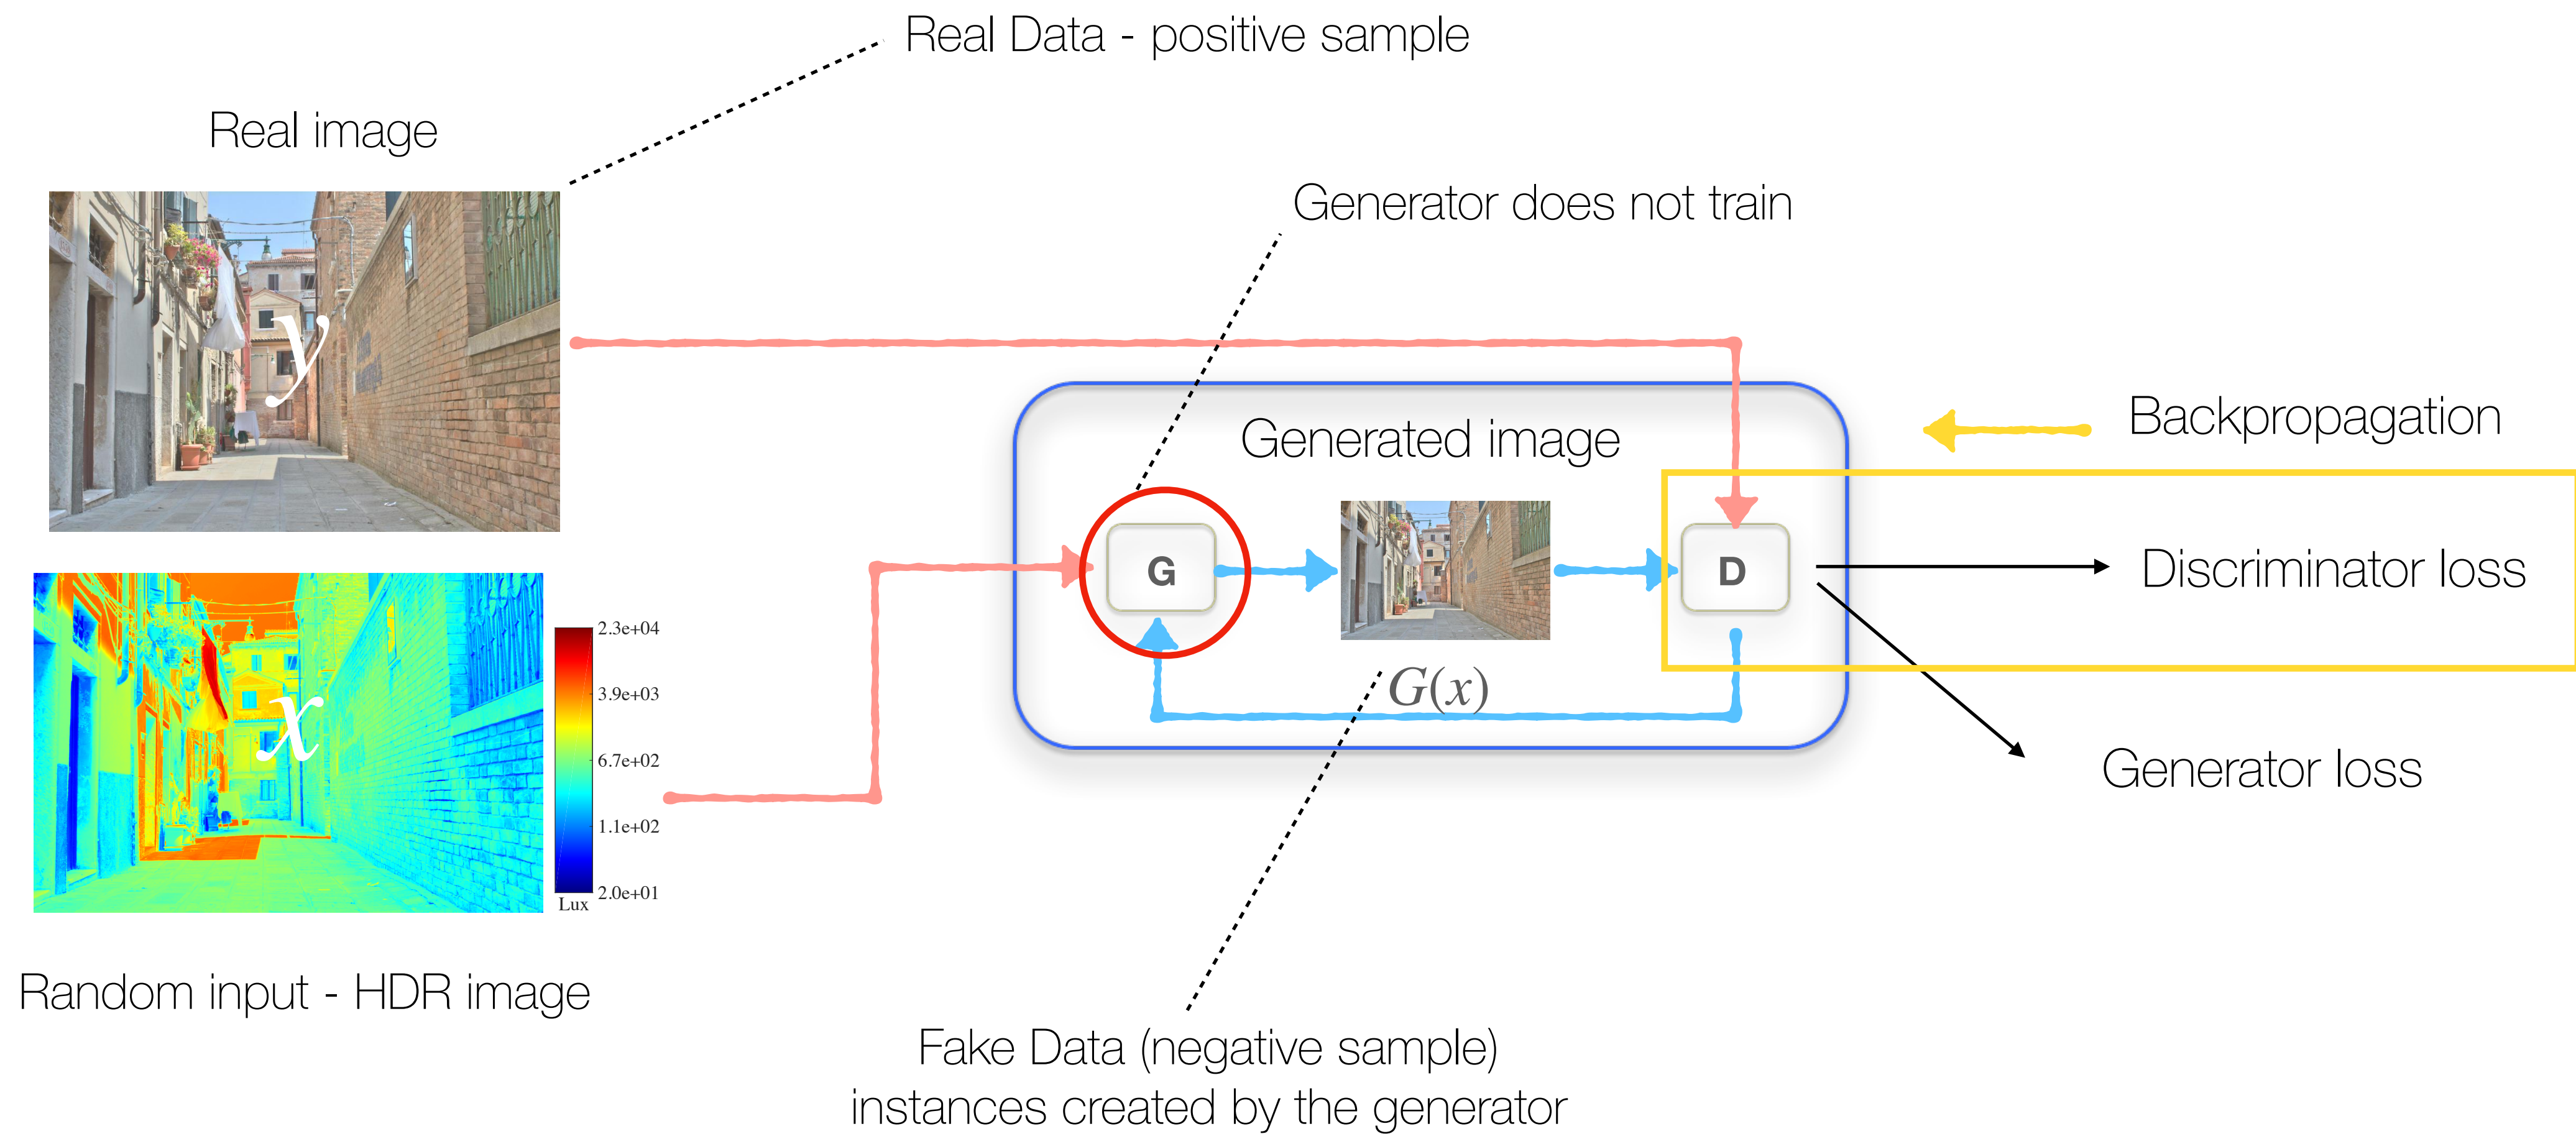 Real Data - positive sample
Real image
Generator does not train
y
Backpropagation
Generated image
G
D
Discriminator loss
G(x)
x
2.3e+04
3.9e+03
6.7e+02
1.1e+02
2.0e+01
Lux
Generator loss
Random input - HDR image
Fake Data (negative sample)
instances created by the generator